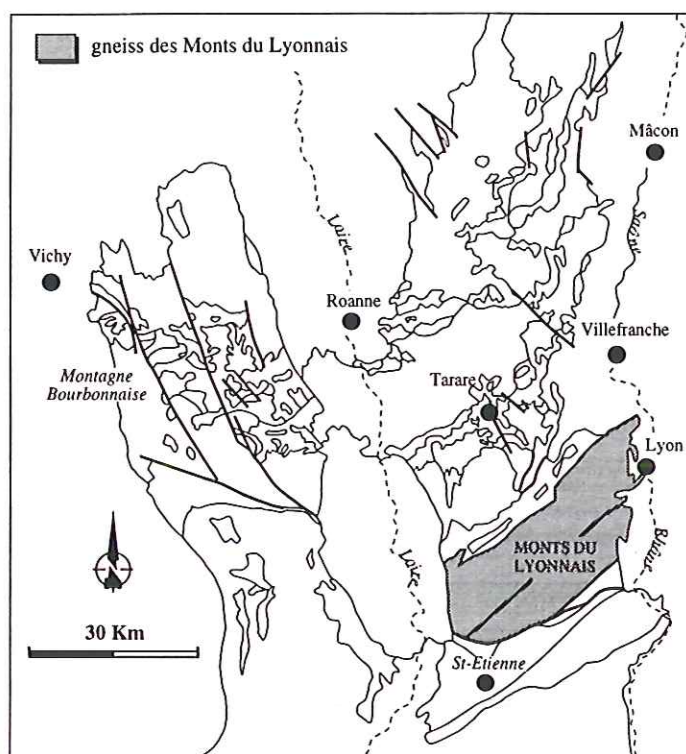 gneiss des Monts du Lyonnais
Mâcon
Loire
Saône
Vichy
Roanne
Villefranche
Montagne
Bourbonnaise
Tarare
Lyon
MONTS DU
LYONNAIS
Rhône
Loire
30 Km
St-Etienne